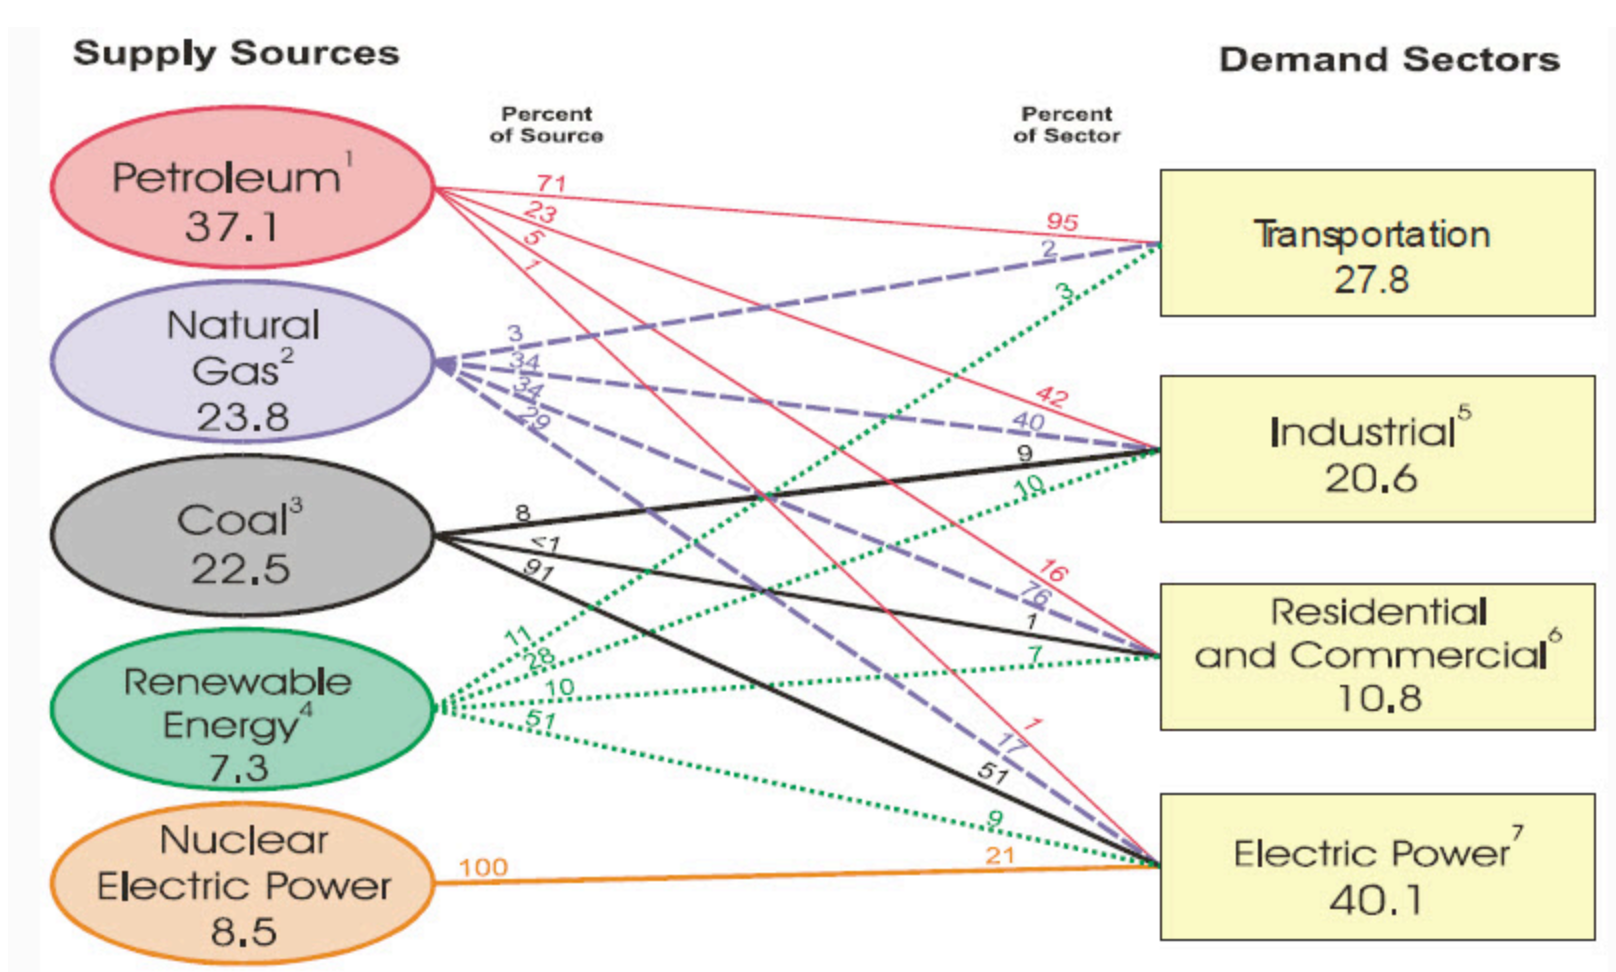 Supply Sources
Demand Sectors
Percent
of Source
Percent
of Sector
Petroleum1
37.1
Natural
Gas2
23.8
Coal3
22.5
Renewable
Energy4
7.3
Nuclear
Electric Power
8.5
71
23
5
1
3
34
34
29
8
<1
91
11
28
10
51
100
95
2
3
42
40
9
10
16
76
1
7
1
17
51
9
21
Transportation
27.8
Industrial5
20.6
Residential
and Commercial6
10.8
Electric Power7
40.1